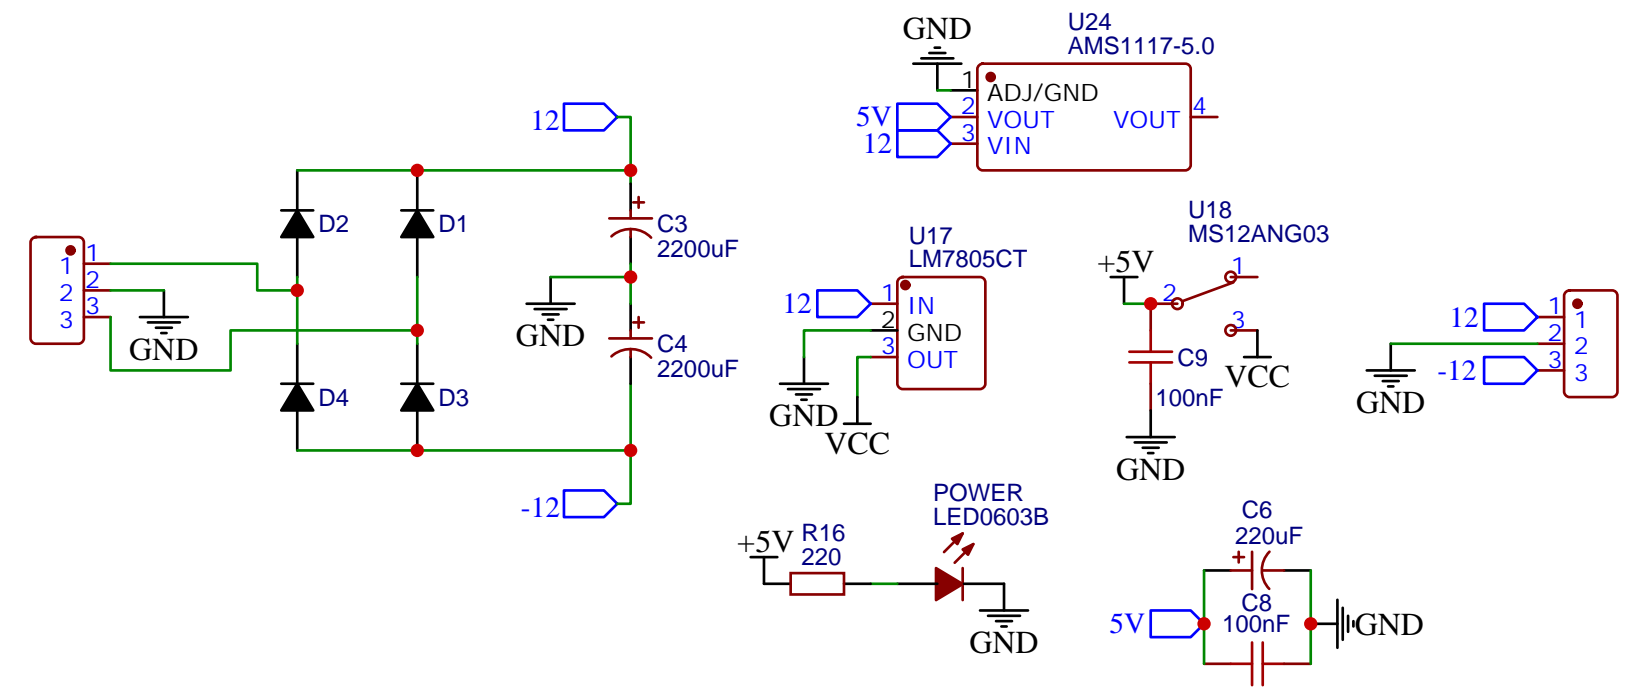 12
D2
D1
+
C3
2200uF
1
1
2
2
3
3
GND
GND
+
C4
2200uF
D4
D3
-12
GND
U24
AMS1117-5.0
1
ADJ/GND
5V
2
VOUT
VOUT
4
12
3
VIN
U17
LM7805CT
12
1
IN
2
GND
3
OUT
GND
VCC
U18
MS12ANG03
+5V
1
2
3
C9
VCC
100nF
GND
12
1
1
2
2
-12
3
3
GND
POWER
LED0603B
+5V
R16
220
GND
C6
220uF
+
C8
100nF
5V
GND